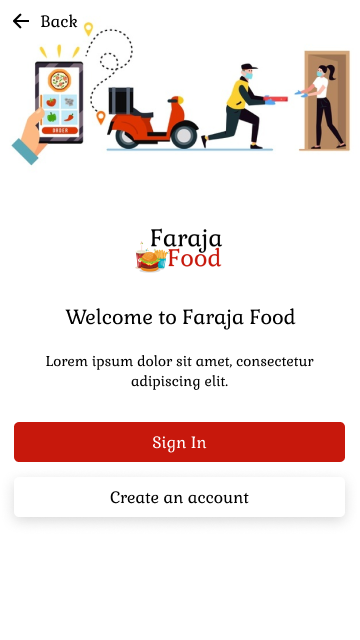 Back
ORDER
Faraja
Food
Welcome to Faraja Food
Lorem ipsum dolor sit amet, consectetur
adipiscing elit.
Sign In
Create an account